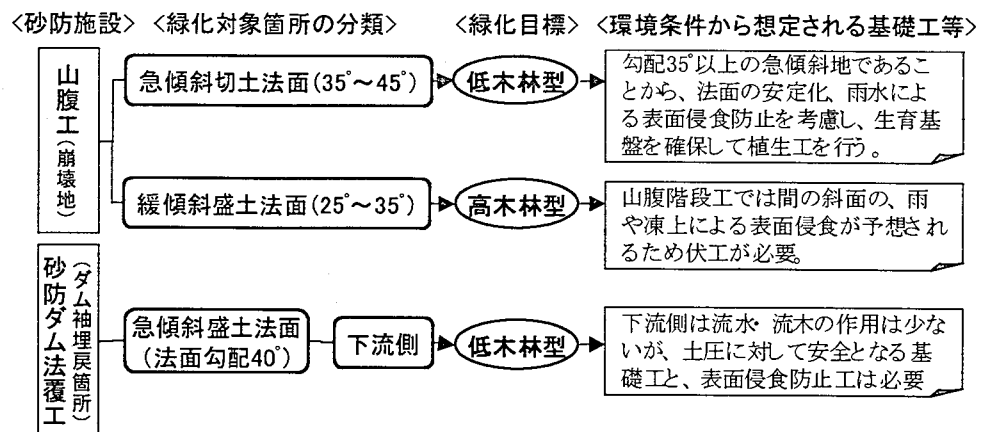 <砂防施設> <緑化対象箇所の分類> <緑化目標> <環境条件から想定される基礎工等>
山腹工(崩壊地)
急傾斜切土法面(35°~45°)
低木林型
勾配35°以上の急傾斜地であるこ
とから、法面の安定化、雨水によ
る表面侵食防止を考慮し、生育基
盤を確保して植生工を行う。
緩傾斜盛土法面(25°~35°)
高木林型
山腹階段工では間の斜面の、雨
や凍上による表面侵食が予想され
るため伏工が必要。
砂防ダム法覆工
(ダム袖埋戻箇所)
急傾斜盛土法面
(法面勾配40°)
下流側
低木林型
下流側は流水・流木の作用は少な
いが、土圧に対して安全となる基
礎工と、表面侵食防止工は必要